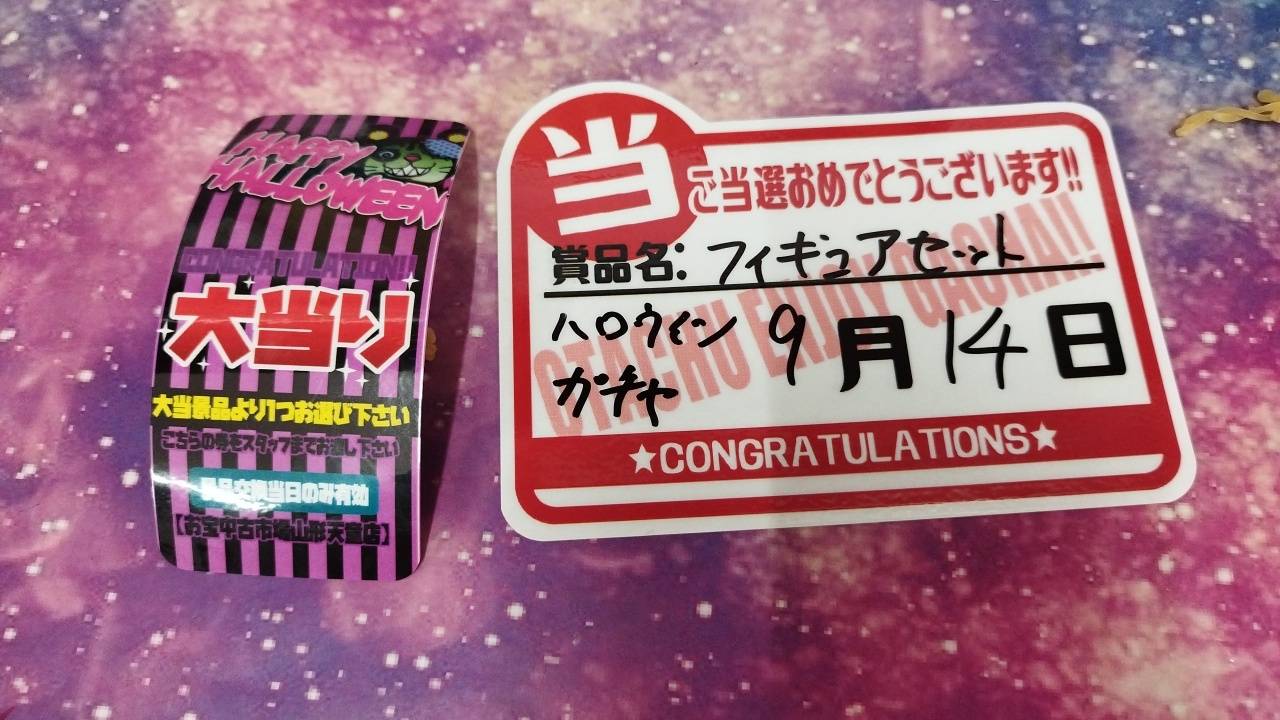 HAPPY
HALLOWEEN
CONGRATULATION!!
大当り
大当景品より1つお選び下さい
こちらの券をスタッフまでお渡し下さい
景品交換当日のみ有効
【お宝中古市場山形天童店】
当
ご当選おめでとうございます!!
賞品名: フィギュアセット
OTACHU ENJOY GACHA!!
ハロウィン
ガチャ
9月14日
★CONGRATULATIONS★